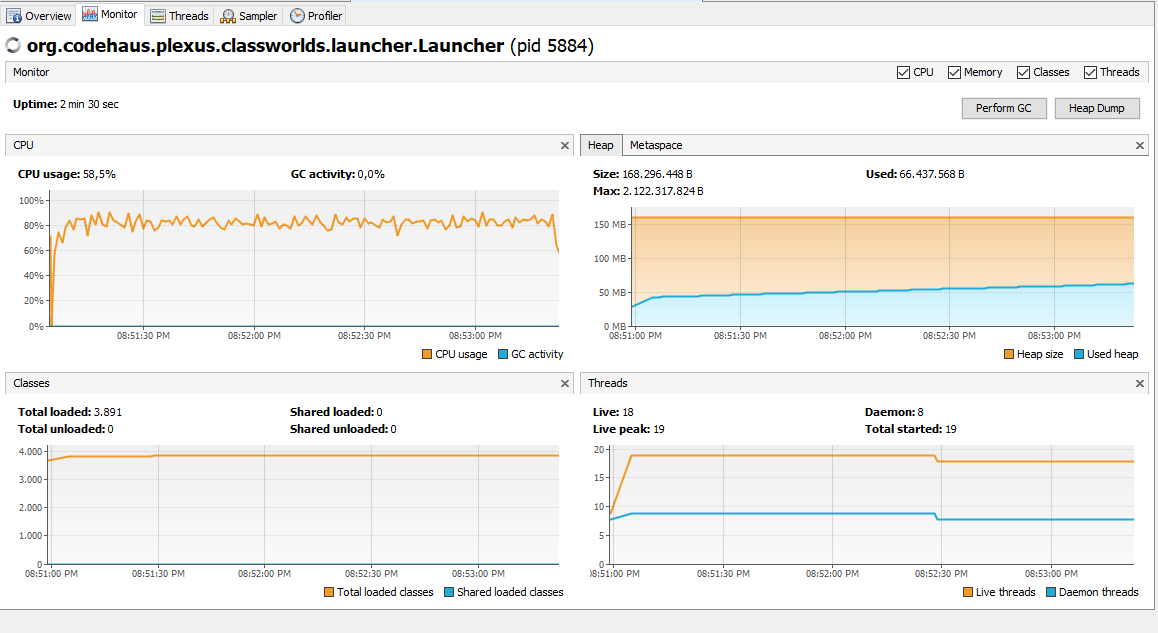 Overview Monitor Threads Sampler Profiler
org.codehaus.plexus.classworlds.launcher.Launcher (pid 5884)
Monitor
CPU Memory Classes Threads
Uptime: 2 min 30 sec
Perform GC Heap Dump
CPU
CPU usage: 58,5% GC activity: 0,0%
100%
80%
60%
40%
20%
0%
08:51:30 PM 08:52:00 PM 08:52:30 PM 08:53:00 PM
CPU usage GC activity
Heap Metaspace
Size: 168.296.448 B Used: 66.437.568 B
Max: 2.122.317.824 B
150 MB
100 MB
50 MB
0 MB
08:51:00 PM 08:51:30 PM 08:52:00 PM 08:52:30 PM 08:53:00 PM
Heap size Used heap
Classes
Total loaded: 3.891 Shared loaded: 0
Total unloaded: 0 Shared unloaded: 0
4.000
3.000
2.000
1.000
0
08:51:00 PM 08:51:30 PM 08:52:00 PM 08:52:30 PM 08:53:00 PM
Total loaded classes Shared loaded classes
Threads
Live: 18 Daemon: 8
Live peak: 19 Total started: 19
20
15
10
5
0
8:51:00 PM 08:51:30 PM 08:52:00 PM 08:52:30 PM 08:53:00 PM
Live threads Daemon threads